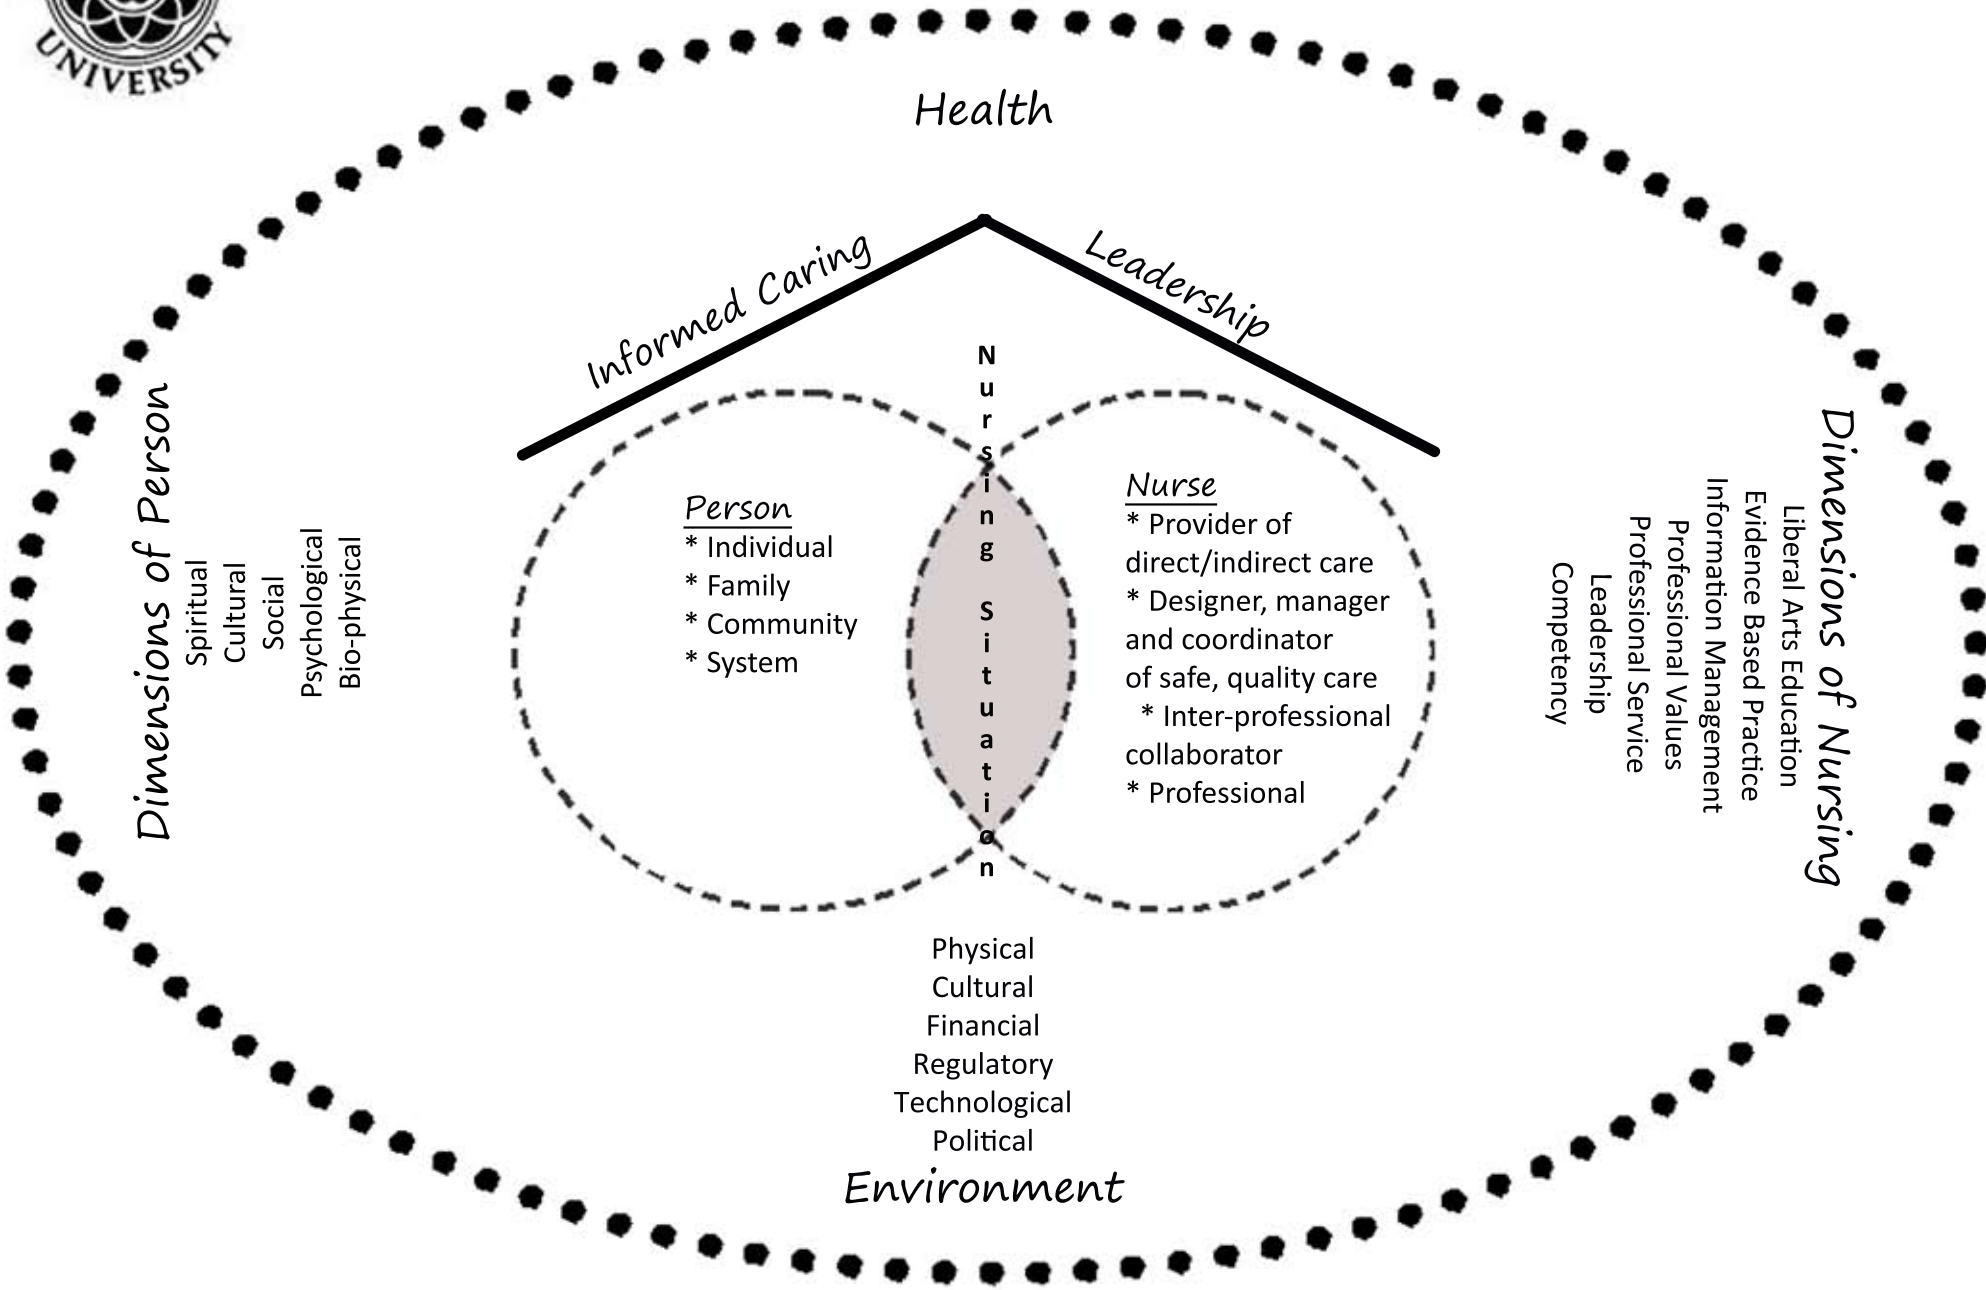 UNIVERSITY
Health
Informed Caring
Leadership
Nursing Situation
Dimensions of Person
Spiritual
Cultural
Social
Psychological
Bio-physical
Person
* Individual
* Family
* Community
* System
Nurse
* Provider of
direct/indirect care
* Designer, manager
and coordinator
of safe, quality care
* Inter-professional
collaborator
* Professional
Dimensions of Nursing
Liberal Arts Education
Evidence Based Practice
Information Management
Professional Values
Professional Service
Leadership
Competency
Physical
Cultural
Financial
Regulatory
Technological
Political
Environment